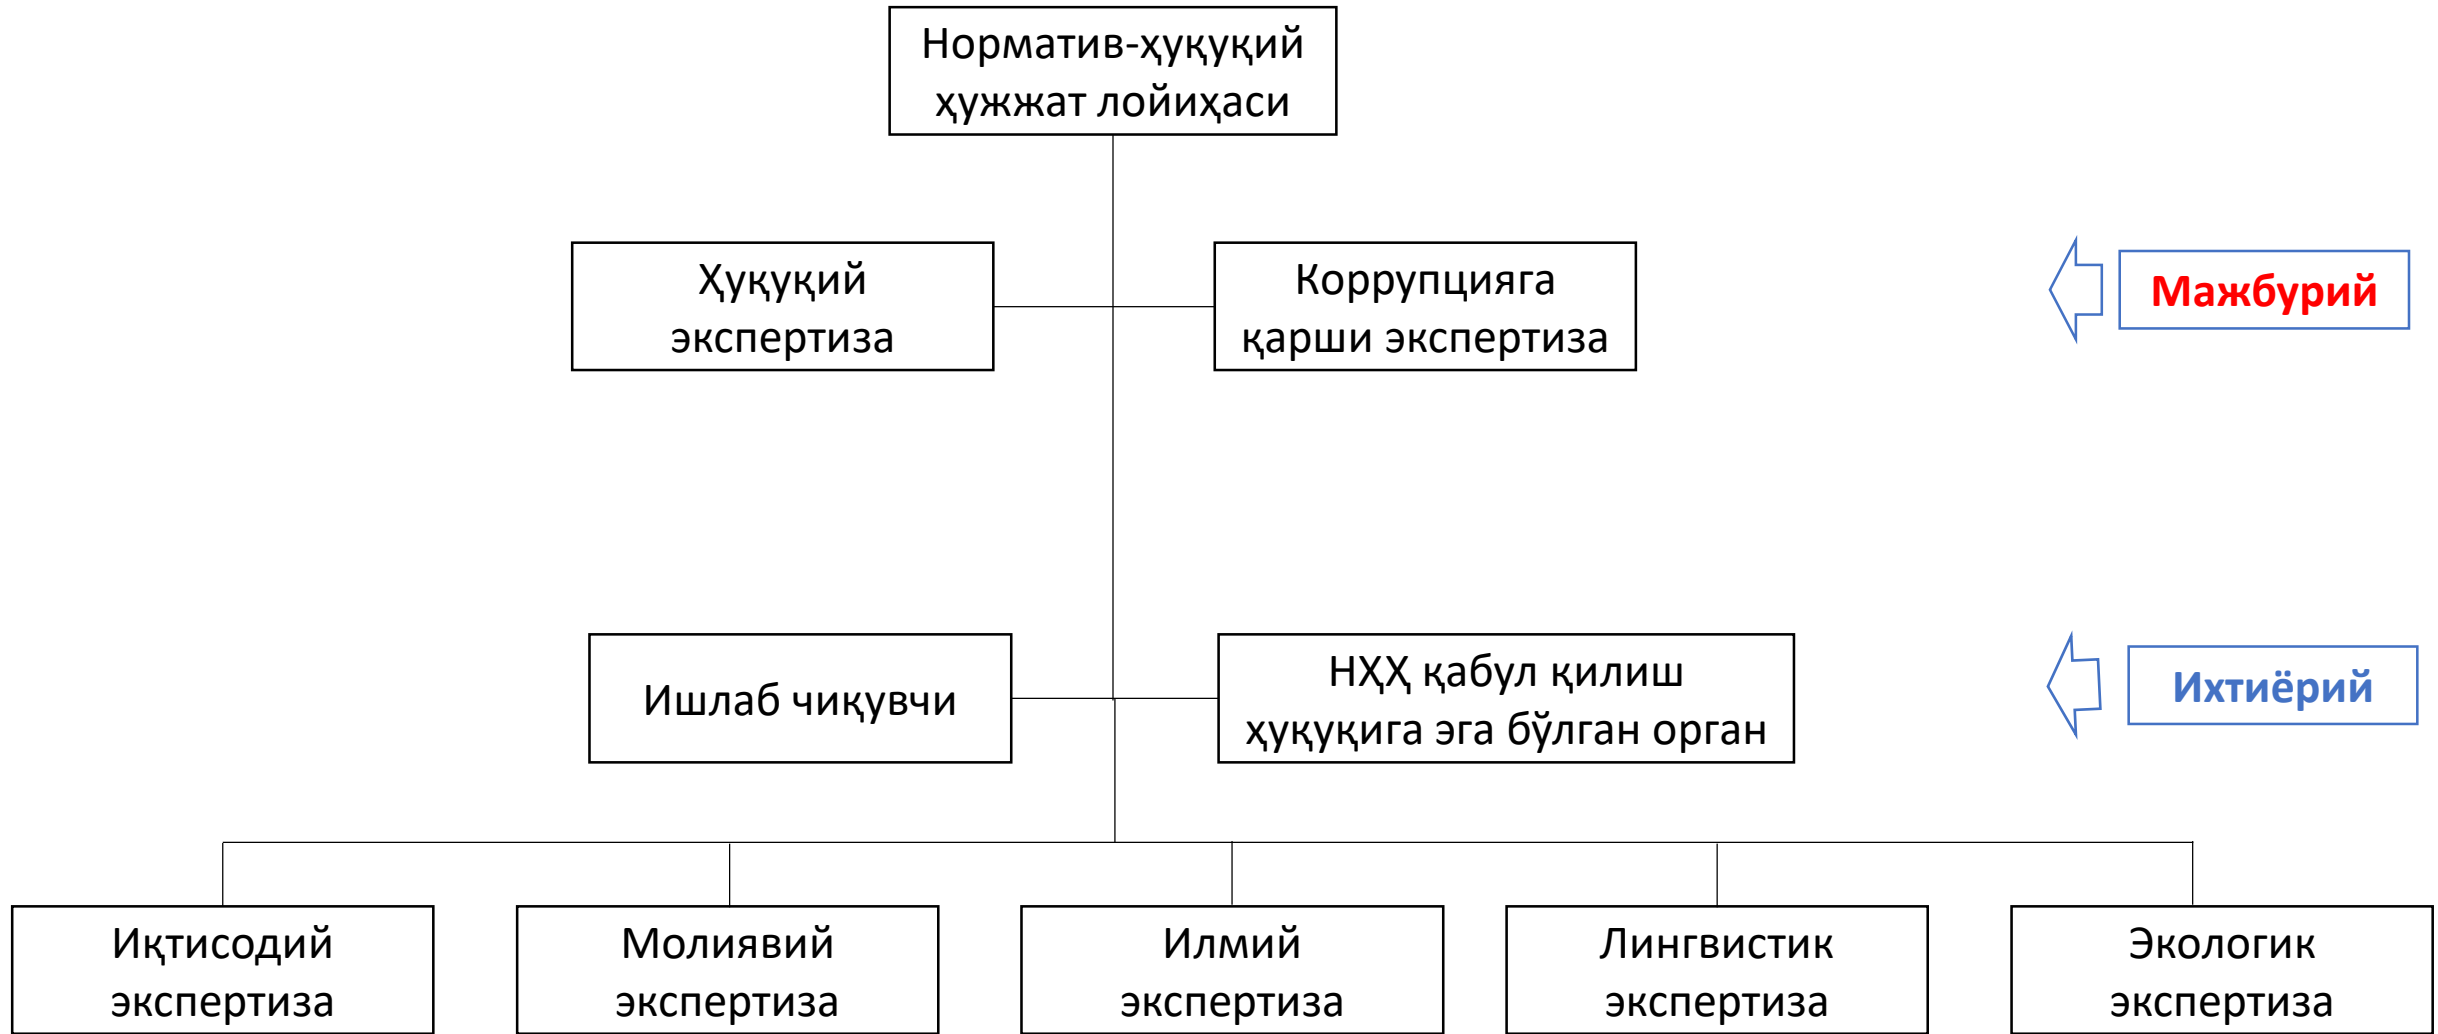 Норматив-ҳуқуқий
ҳужжат лойиҳаси
Ҳуқуқий
экспертиза
Коррупцияга
қарши экспертиза
Мажбурий
Ишлаб чиқувчи
НҲҲ қабул қилиш
ҳуқуқига эга бўлган орган
Ихтиёрий
Иқтисодий
экспертиза
Молиявий
экспертиза
Илмий
экспертиза
Лингвистик
экспертиза
Экологик
экспертиза